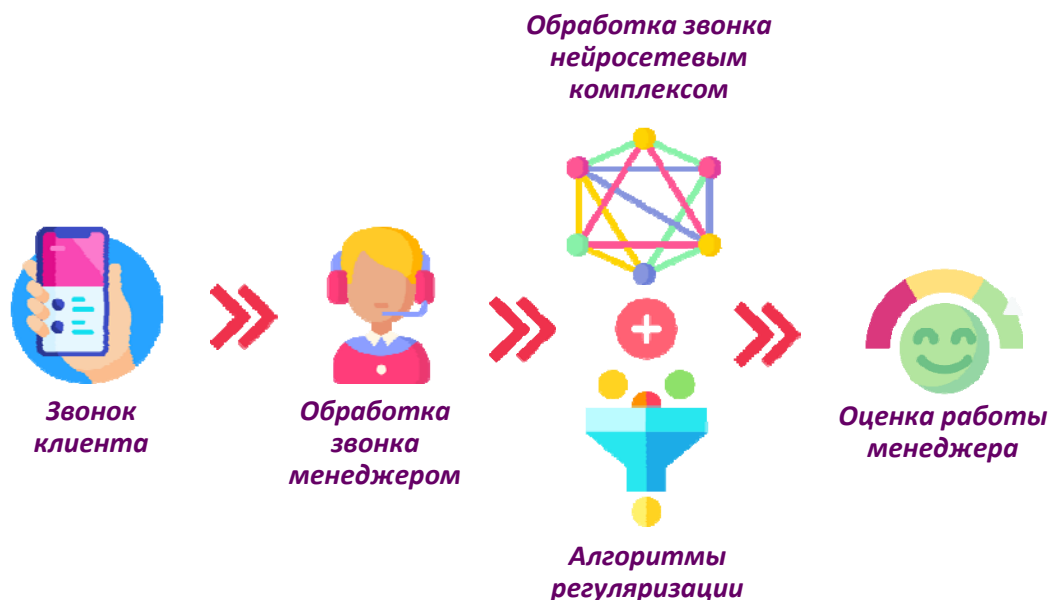 Обработка звонка
нейросетевым
комплексом
Звонок
клиента
Обработка
звонка
менеджером
Оценка работы
менеджера
Алгоритмы
регуляризации